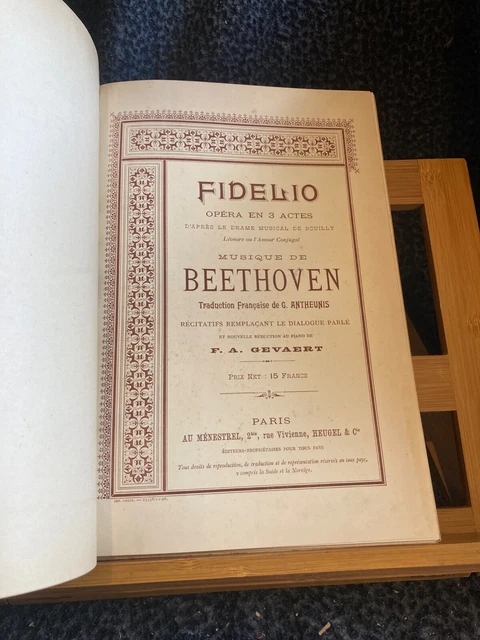 FIDELIO
OPÉRA EN 3 ACTES
D'APRÈS LE DRAME MUSICAL DE BOUILLY
Léonore ou l'Amour Conjugal
MUSIQUE DE
BEETHOVEN
Traduction Française de G. ANTHEUNIS
RÉCITATIFS REMPLAÇANT LE DIALOGUE PARLÉ
ET NOUVELLE RÉDUCTION AU PIANO DE
F. A. GEVAERT
PRIX NET : 15 FRANCS
PARIS
AU MÉNESTREL, 2bis, rue Vivienne, HEUGEL & Cie
ÉDITEURS-PROPRIÉTAIRES POUR TOUS PAYS
Tous droits de reproduction, de traduction et de représentation réservés en tous pays,
y compris la Suède et la Norvège.